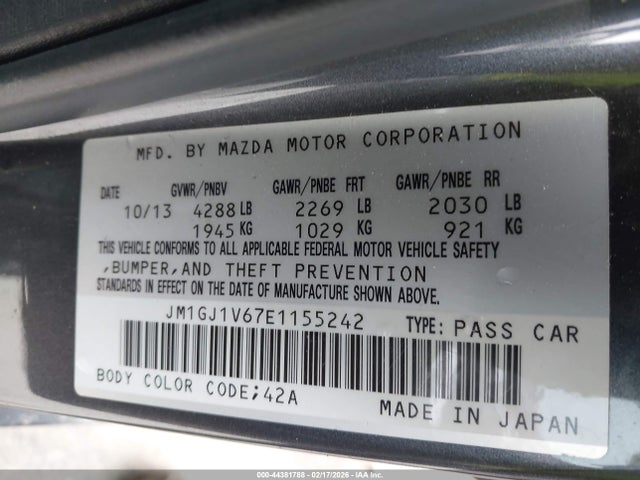 MFD. BY MAZDA MOTOR CORPORATION
DATE GVWR/PNBV GAWR/PNBE FRT GAWR/PNBE RR
10/13 4288 LB 2269 LB 2030 LB
1945 KG 1029 KG 921 KG
THIS VEHICLE CONFORMS TO ALL APPLICABLE FEDERAL MOTOR VEHICLE SAFETY
,BUMPER,AND THEFT PREVENTION
STANDARDS IN EFFECT ON THE DATE OF MANUFACTURE SHOWN ABOVE.
JM1GJ1V67E1155242 TYPE: PASS CAR
BODY COLOR CODE;42A
MADE IN JAPAN
000-44381768 - 02/17/2026 - IAAI.COM